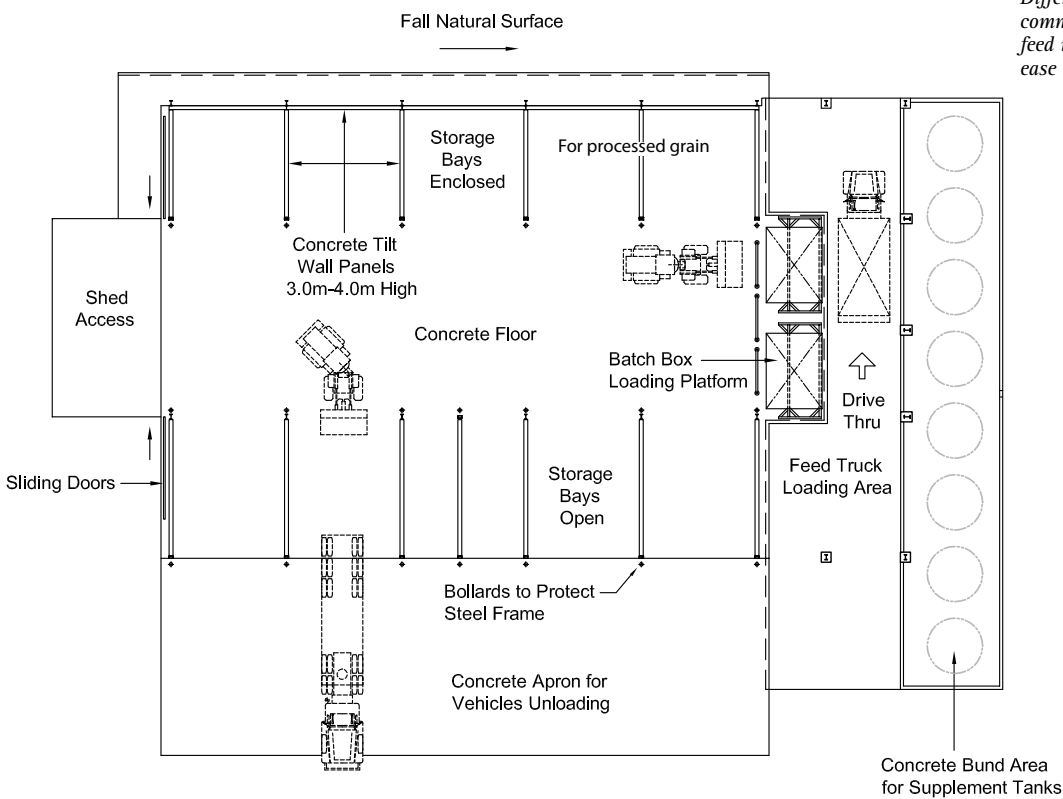 Fall Natural Surface
comm
ease
Storage
Bays
Enclosed
For processed grain
Concrete Tilt
Wall Panels
3.0m-4.0m High
Shed
Access
Concrete Floor
Batch Box
Loading Platform
Drive
Thru
Sliding Doors
Storage
Bays
Open
Feed Truck
Loading Area
Bollards to Protect
Steel Frame
Concrete Apron for
Vehicles Unloading
Concrete Bund Area
for Supplement Tanks